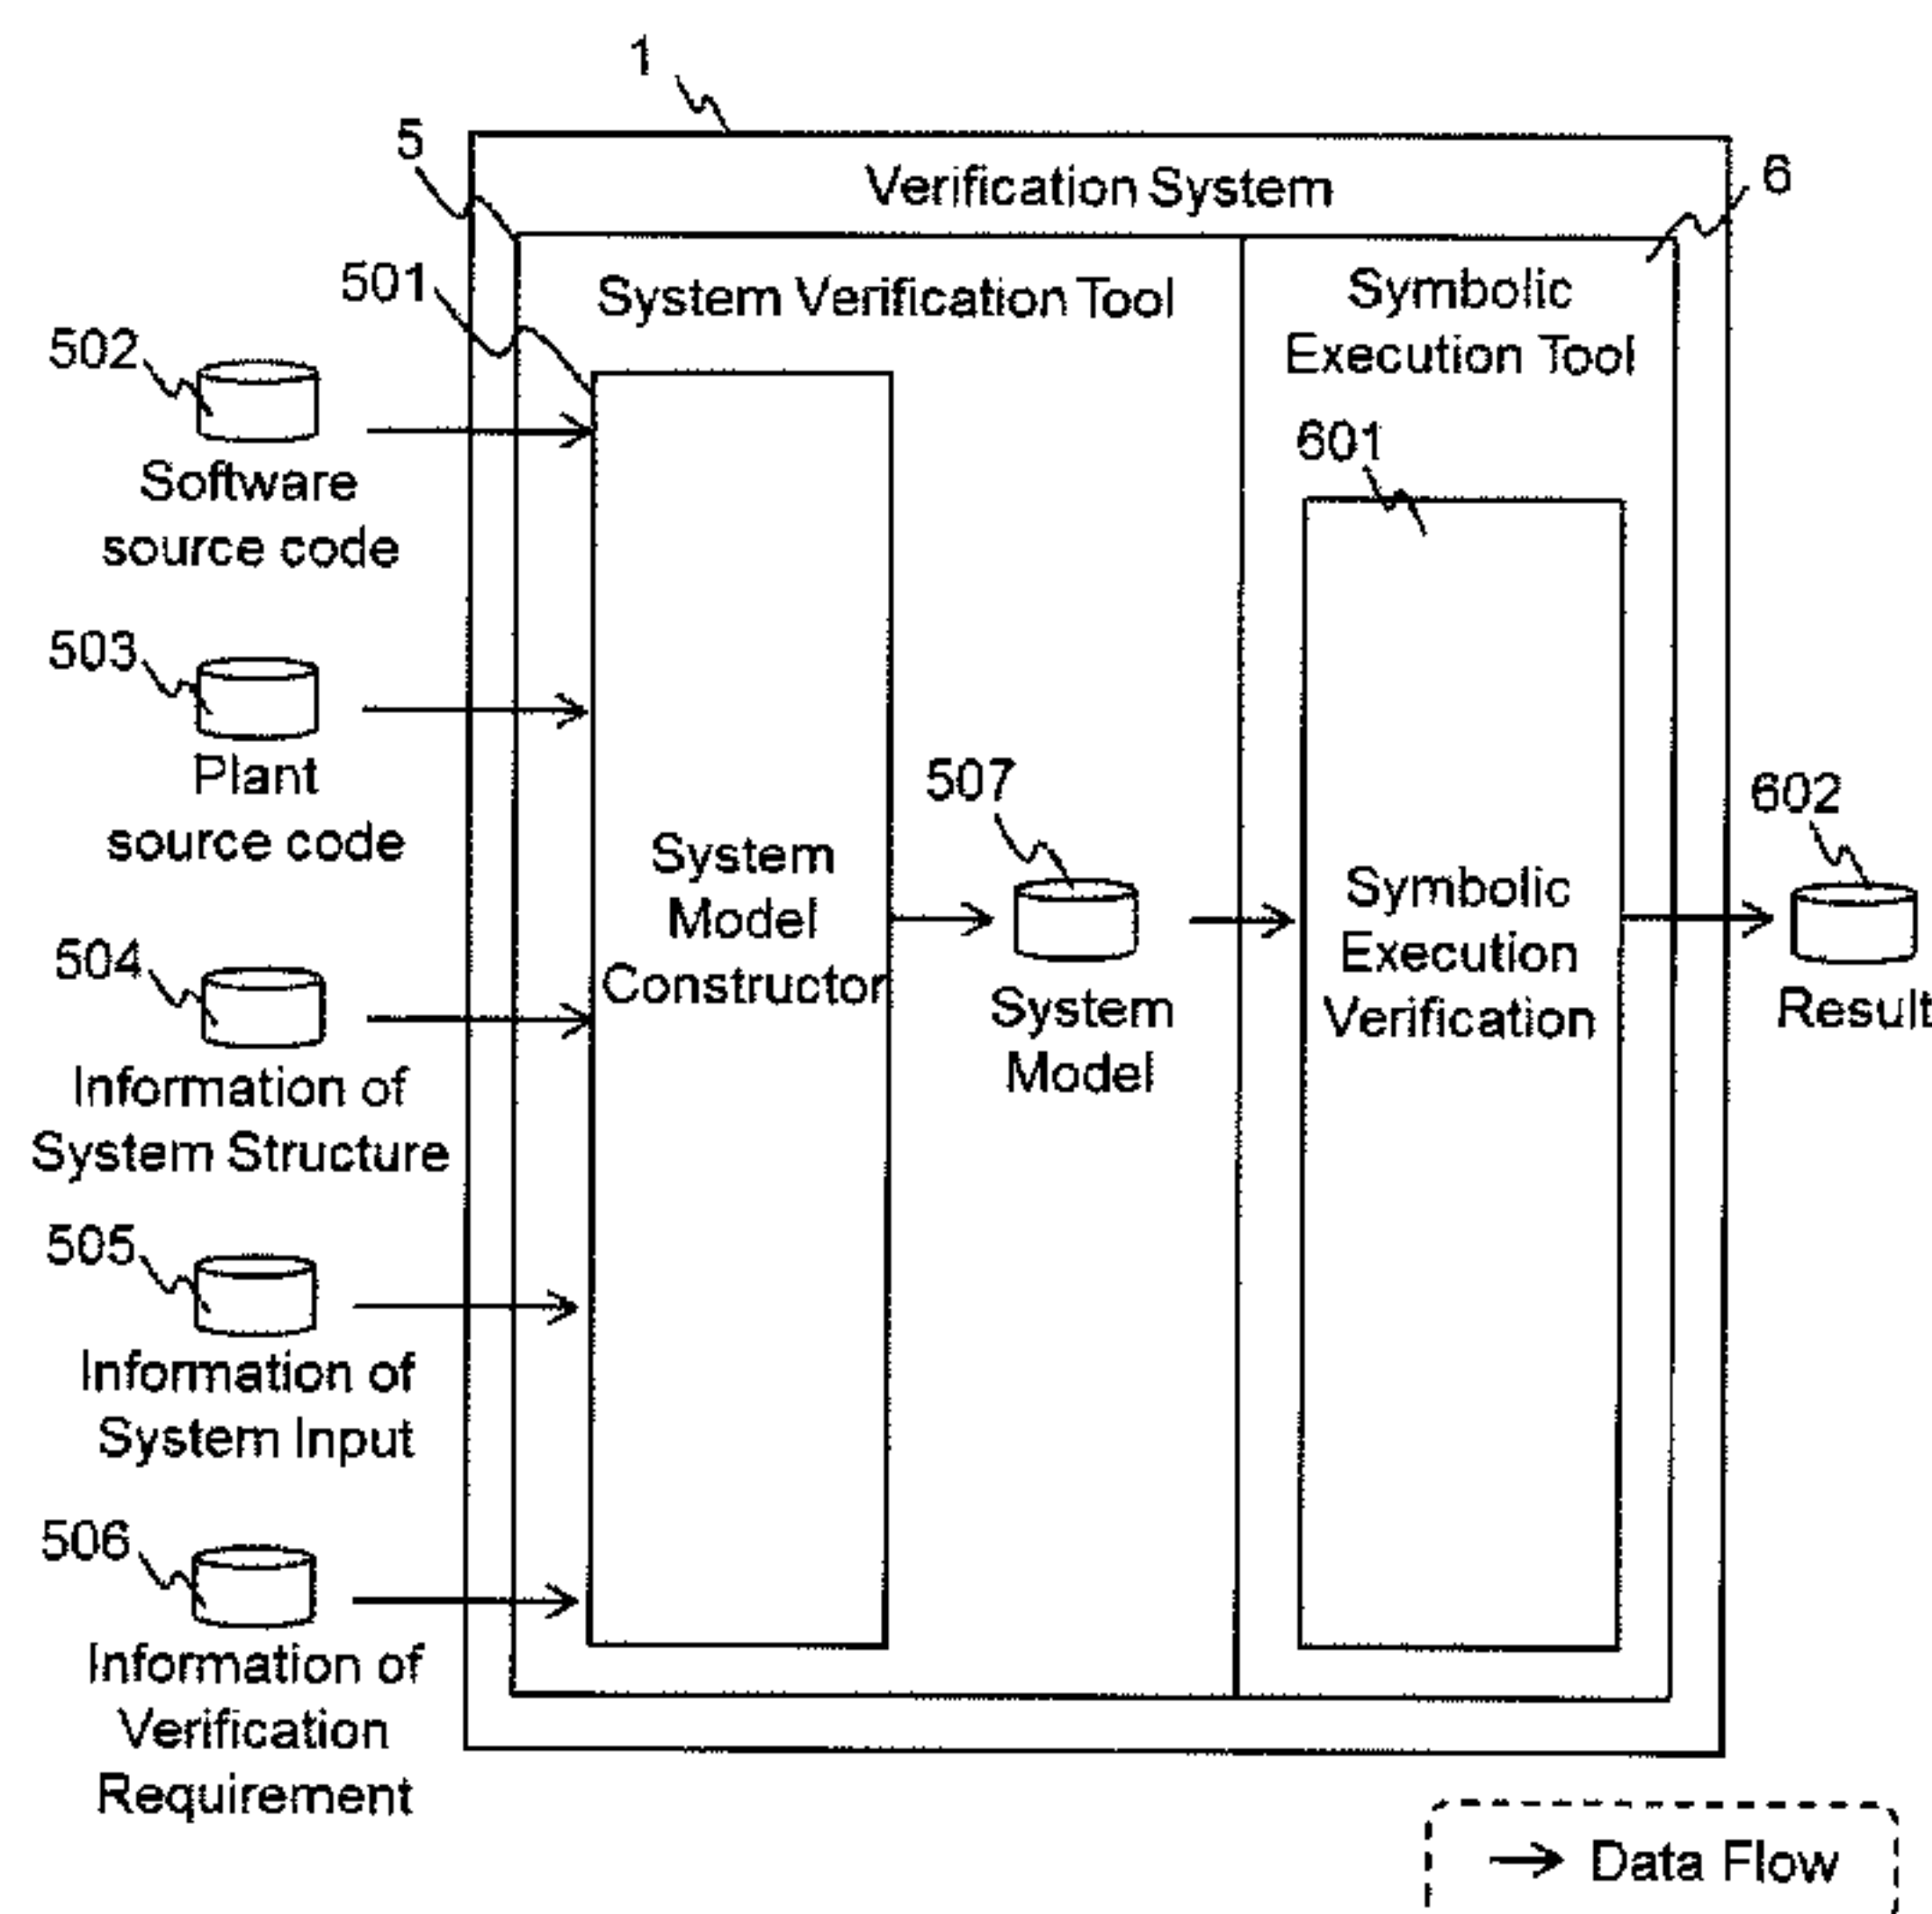 1
5
Verification System
6
501
System Verification Tool
Symbolic
Execution Tool
502
Software
source code
601
503
Plant
source code
507
602
System
Model
Constructor
System
Model
Symbolic
Execution
Verification
Result
504
Information of
System Structure
505
Information of
System Input
506
Information of
Verification
Requirement
Data Flow